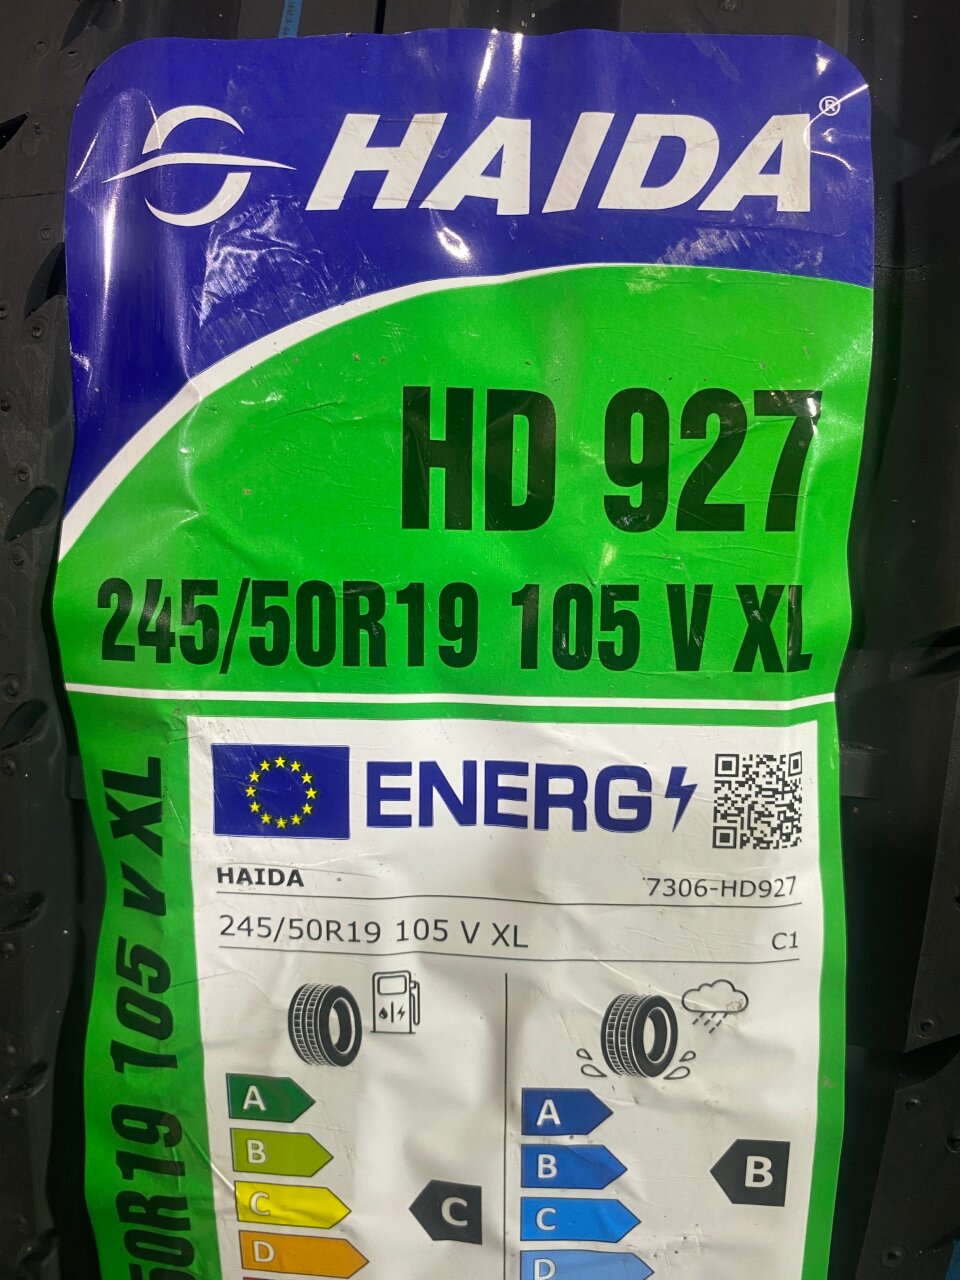 HAIDA®
HD 927
245/50R19 105 V XL
ENERG
HAIDA
7306-HD927
245/50R19 105 V XL
C1
A
B
C
D
C
A
B
C
D
B
50R19 105 V XL